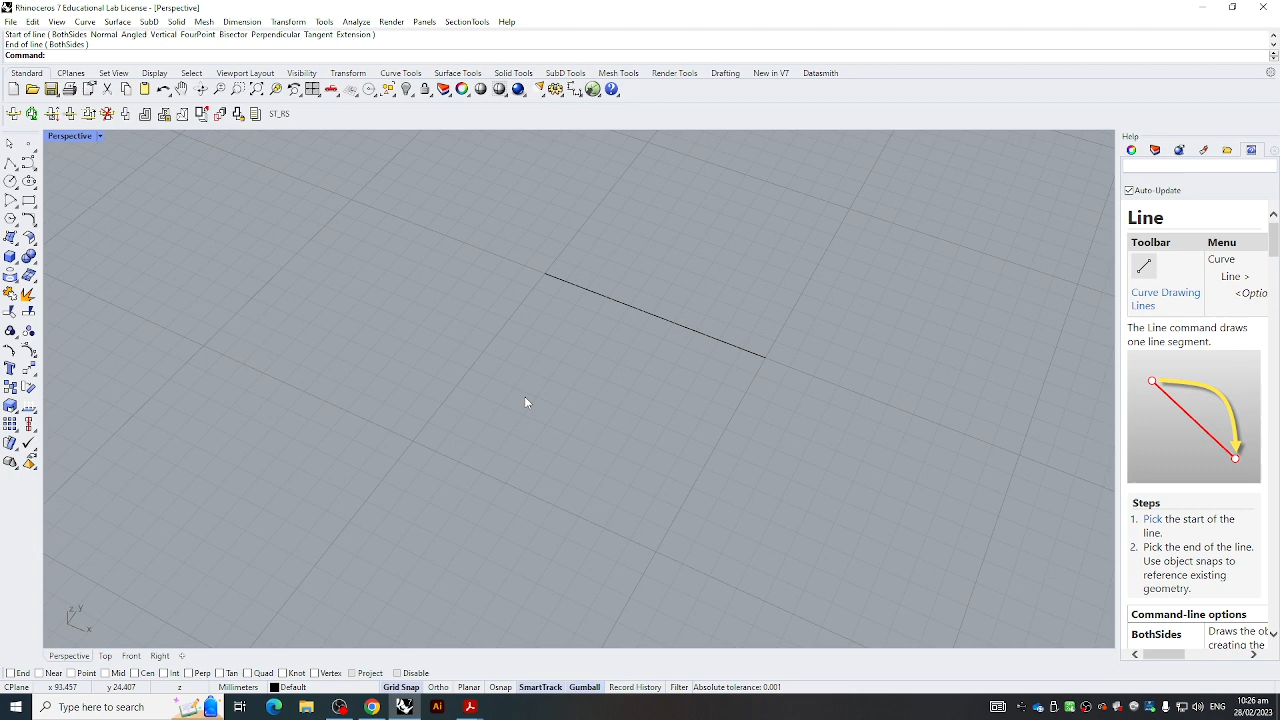 Rhinoceros 7 Educational Lab License - [Perspective]
File Edit View Curve Surface SubD Solid Mesh Dimension Transform Tools Analyze Render Panels SectionTools Help
Start of line ( BothSides Normal Angled Vertical FourPoint Bisector Perpendicular Tangent Extension )
End of line ( BothSides )
Command:
Standard CPlanes Set View Display Select Viewport Layout Visibility Transform Curve Tools Surface Tools Solid Tools SubD Tools Mesh Tools Render Tools Drafting New in V7 Datasmith
ST_RS
Perspective
Help
Auto-Update
Line
Toolbar Menu
Curve
Line >
<Optio
Curve Drawing
Lines
The Line command draws
one line segment.
Steps
1. Pick the start of the
line.
2. Pick the end of the line.
Use object snaps to
reference existing
geometry.
Command-line options
BothSides Draws the ob
creating the
z y
x
Perspective Top Front Right
End Near Point Mid Cen Int Perp Tan Quad Knot Vertex Project Disable
CPlane x 93.457 y 24.407 z Millimeters Default Grid Snap Ortho Planar Osnap SmartTrack Gumball Record History Filter Absolute tolerance: 0.001
Type here to search
Ai
ENG
10:26 am
28/02/2023